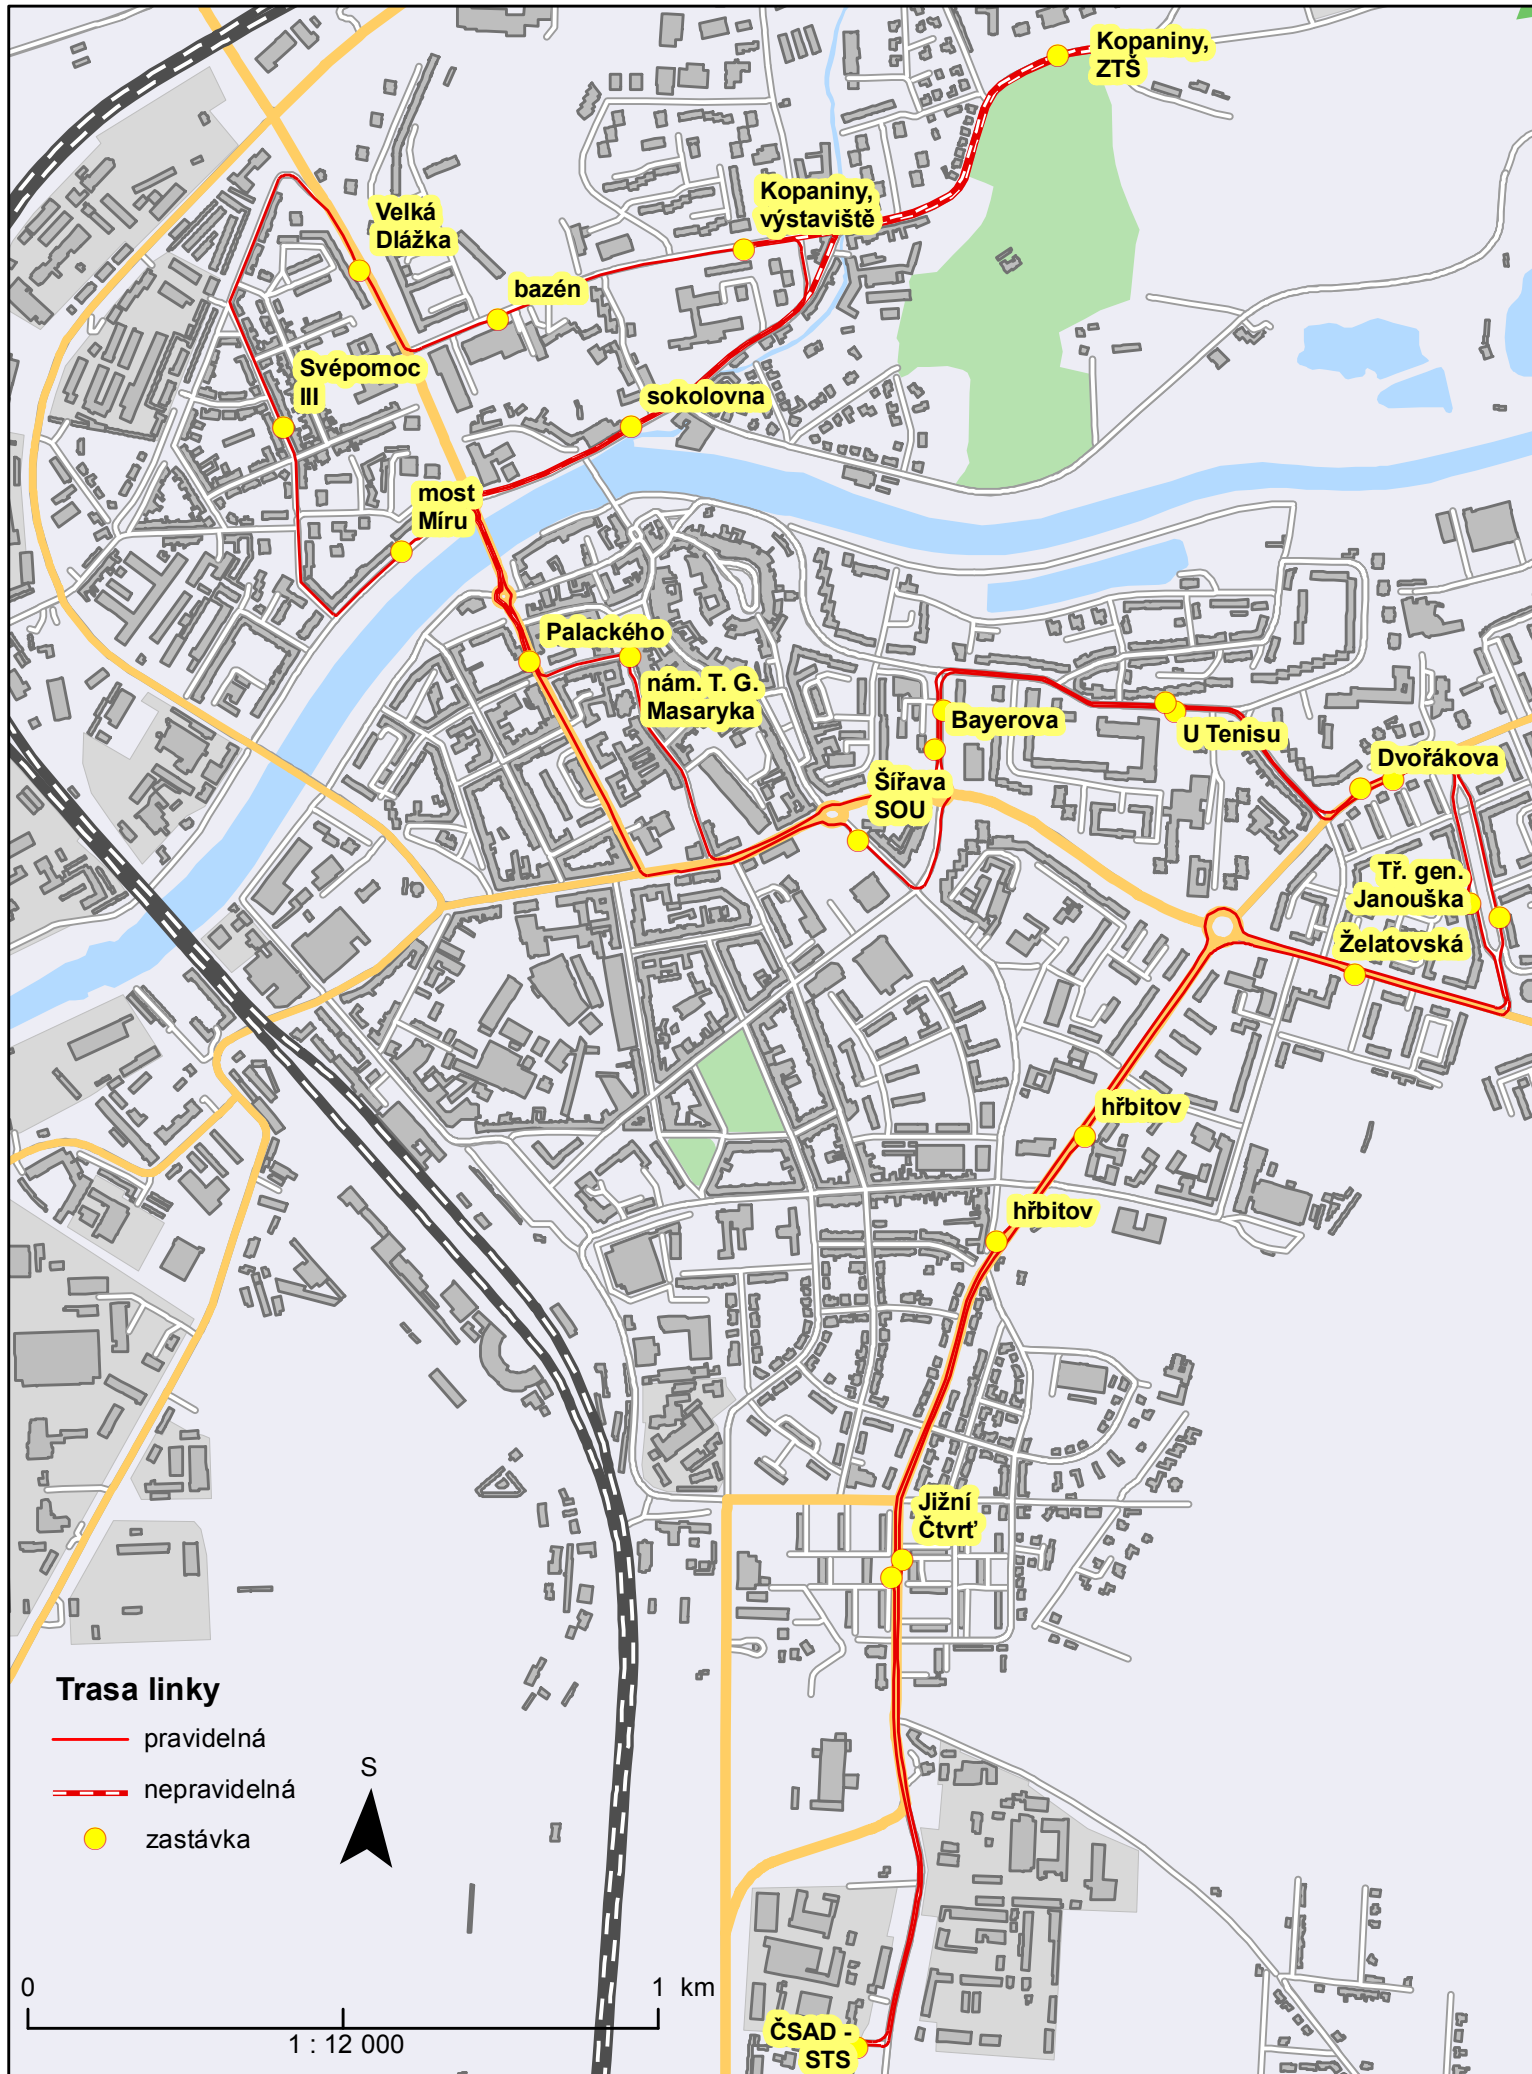 Kopaniny,
ZTŠ
Kopaniny,
výstaviště
Velká
Dlážka
bazén
Svépomoc
III
sokolovna
most
Míru
Palackého
nám. T. G.
Masaryka
Bayerova
U Tenisu
Dvořákova
Šířava
SOU
Tř. gen.
Janouška
Želatovská
hřbitov
hřbitov
Jižní
Čtvrť
Trasa linky
pravidelná
nepravidelná
zastávka
S
0
1 km
1 : 12 000
ČSAD -
STS